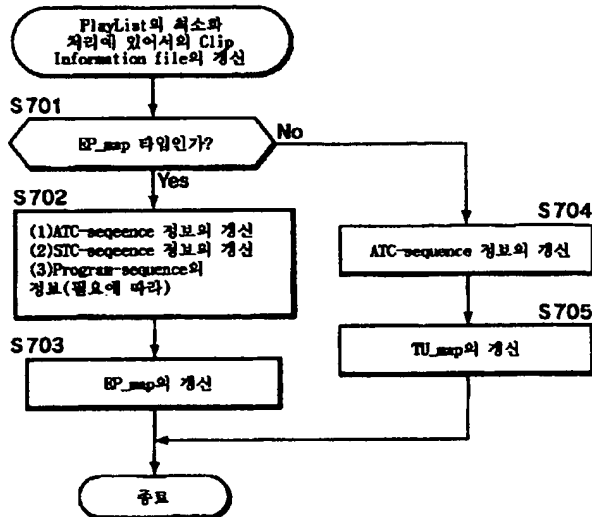 PlayList의 최소화
처리에 있어서의 Clip
Information file의 갱신
S701
EP_map 타입인가?
No
Yes
S702
(1)ATC-seqeence 정보의 갱신
(2)STC-seqeence 정보의 갱신
(3)Program-sequence의
정보(필요에 따라)
S703
EP_map의 갱신
S704
ATC-sequence 정보의 갱신
S705
TU_map의 갱신
종료